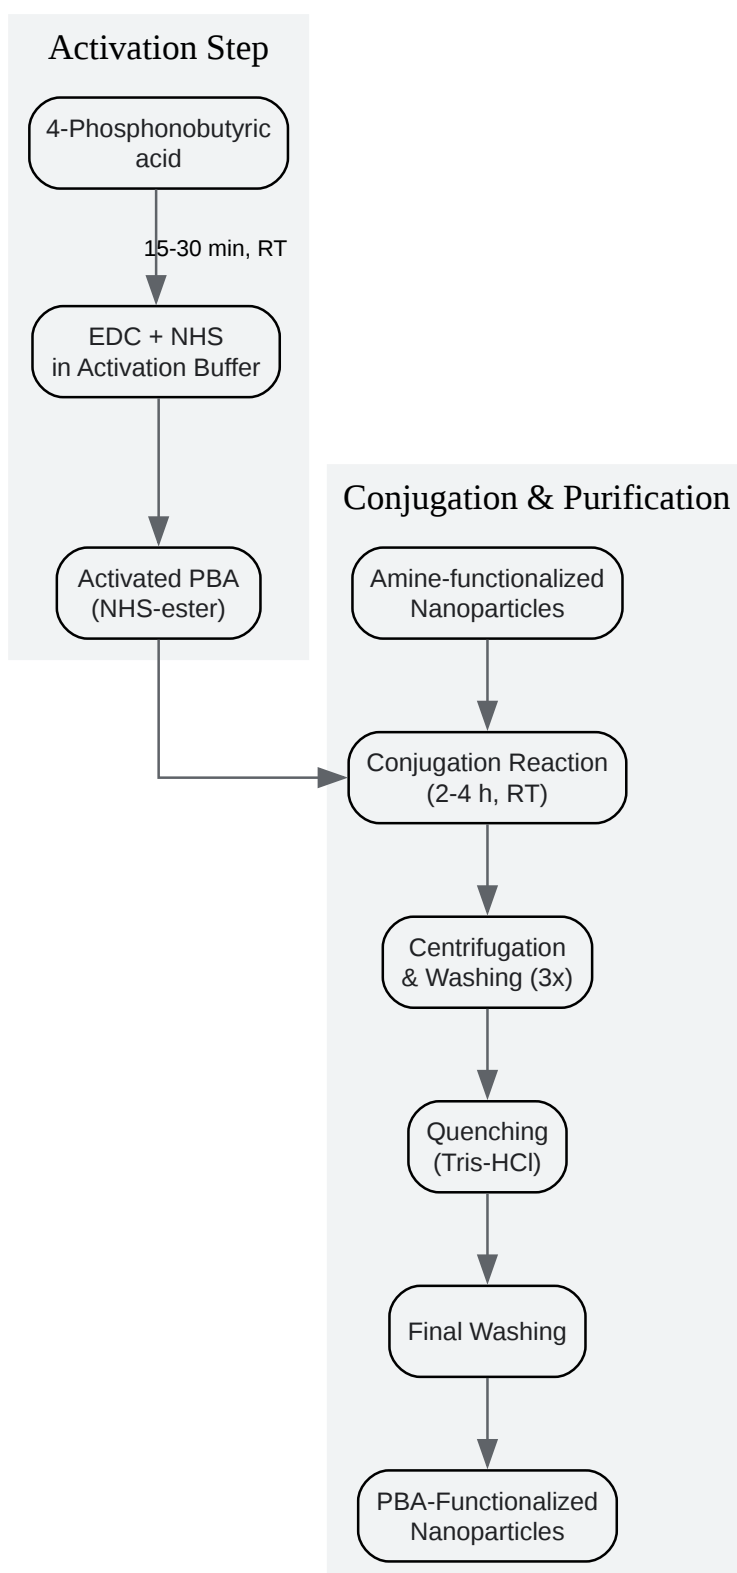 Activation Step
4-Phosphonobutyric
acid
15-30 min, RT
EDC + NHS
in Activation Buffer
Activated PBA
(NHS-ester)
Conjugation & Purification
Amine-functionalized
Nanoparticles
Conjugation Reaction
(2-4 h, RT)
Centrifugation
& Washing (3x)
Quenching
(Tris-HCl)
Final Washing
PBA-Functionalized
Nanoparticles